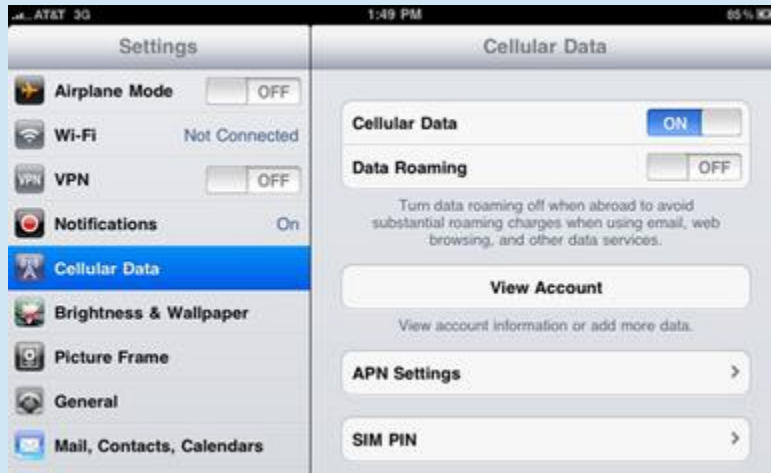 AT&T 3G
1:49 PM
85%
Settings
Airplane Mode OFF
Wi-Fi Not Connected
VPN VPN OFF
Notifications On
Cellular Data
Brightness & Wallpaper
Picture Frame
General
Mail, Contacts, Calendars
Cellular Data
Cellular Data ON
Data Roaming OFF
Turn data roaming off when abroad to avoid
substantial roaming charges when using email, web
browsing, and other data services.
View Account
View account information or add more data.
APN Settings
SIM PIN